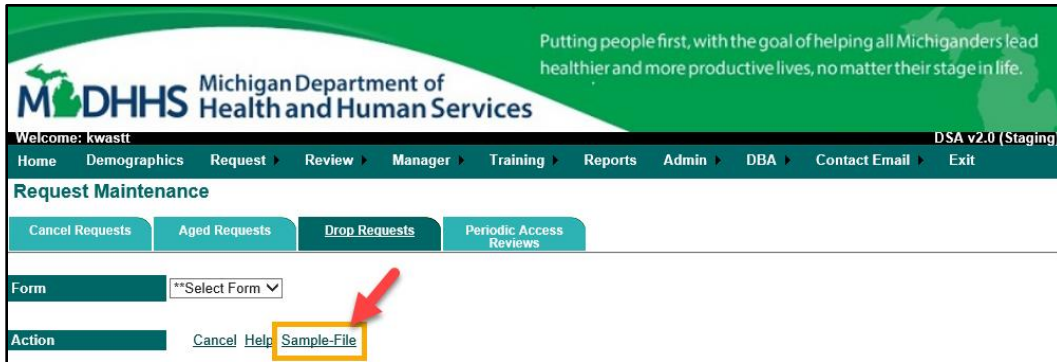 Putting people first, with the goal of helping all Michiganders lead
healthier and more productive lives, no matter their stage in life.
MDHHS Michigan Department of
Health and Human Services
Welcome: kwastt DSA v2.0 (Staging)
Home Demographics Request Review Manager Training Reports Admin DBA Contact Email Exit
Request Maintenance
Cancel Requests Aged Requests Drop Requests Periodic Access
Reviews
Form **Select Form
Action Cancel Help Sample-File